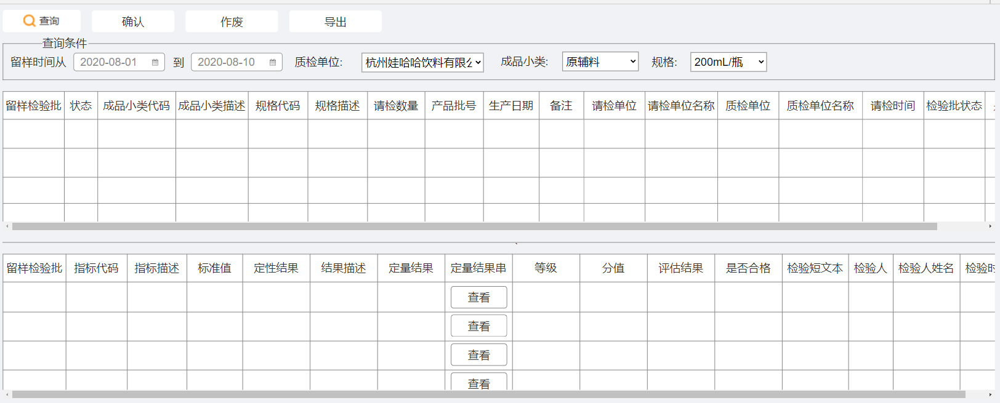 查询 确认 作废 导出
查询条件
留样时间从 2020-08-01 到 2020-08-10 质检单位: 杭州娃哈哈饮料有限 成品小类: 原辅料 规格: 200mL/瓶
留样检验批 状态 成品小类代码 成品小类描述 规格代码 规格描述 请检数量 产品批号 生产日期 备注 请检单位 请检单位名称 质检单位 质检单位名称 请检时间 检验批状态
留样检验批 指标代码 指标描述 标准值 定性结果 结果描述 定量结果 定量结果串 等级 分值 评估结果 是否合格 检验短文本 检验人 检验人姓名 检验时
查看
查看
查看
查看